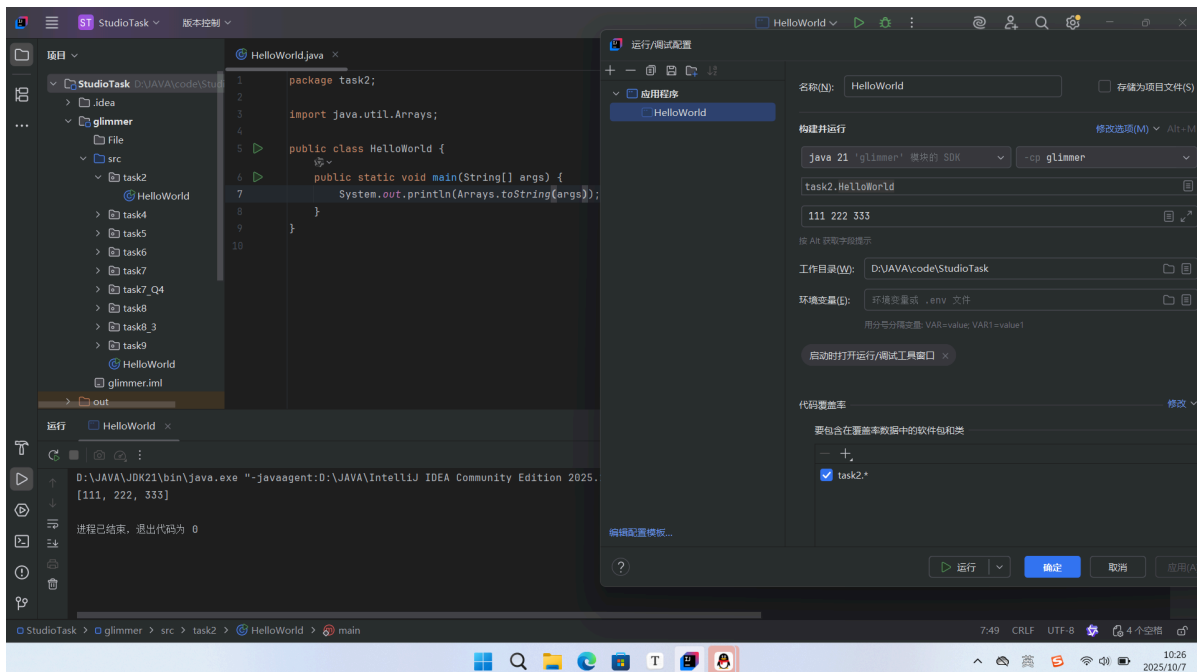 ST StudioTask 版本控制 HelloWorld
项目
StudioTask D:\JAVA\code\Stud
.idea
glimmer
File
src
task2
HelloWorld
task4
task5
task6
task7
task7_Q4
task8
task8_3
task9
HelloWorld
glimmer.iml
out
HelloWorld.java
1 package task2;
2
3 import java.util.Arrays;
4
5 public class HelloWorld {
6 public static void main(String[] args) {
7 System.out.println(Arrays.toString(args));
8 }
9 }
10
运行/调试配置
应用程序
HelloWorld
编辑配置模板...
名称(N): HelloWorld 存储为项目文件(S)
构建并运行 修改选项(M) Alt+M
java 21 'glimmer' 模块的 SDK -cp glimmer
task2.HelloWorld
111 222 333
按 Alt 获取字段提示
工作目录(W): D:\JAVA\code\StudioTask
环境变量(E): 环境变量或 .env 文件
用分号分隔变量: VAR=value; VAR1=value1
启动时打开运行/调试工具窗口
代码覆盖率 修改
要包含在覆盖率数据中的软件包和类
task2.*
? 运行 确定 取消 应用(A
运行 HelloWorld
D:\JAVA\JDK21\bin\java.exe "-javaagent:D:\JAVA\IntelliJ IDEA Community Edition 2025.
[111, 222, 333]
进程已结束，退出代码为 0
StudioTask > glimmer > src > task2 > HelloWorld > main 7:49 CRLF UTF-8 4 个空格
T 英 10:26
2025/10/7